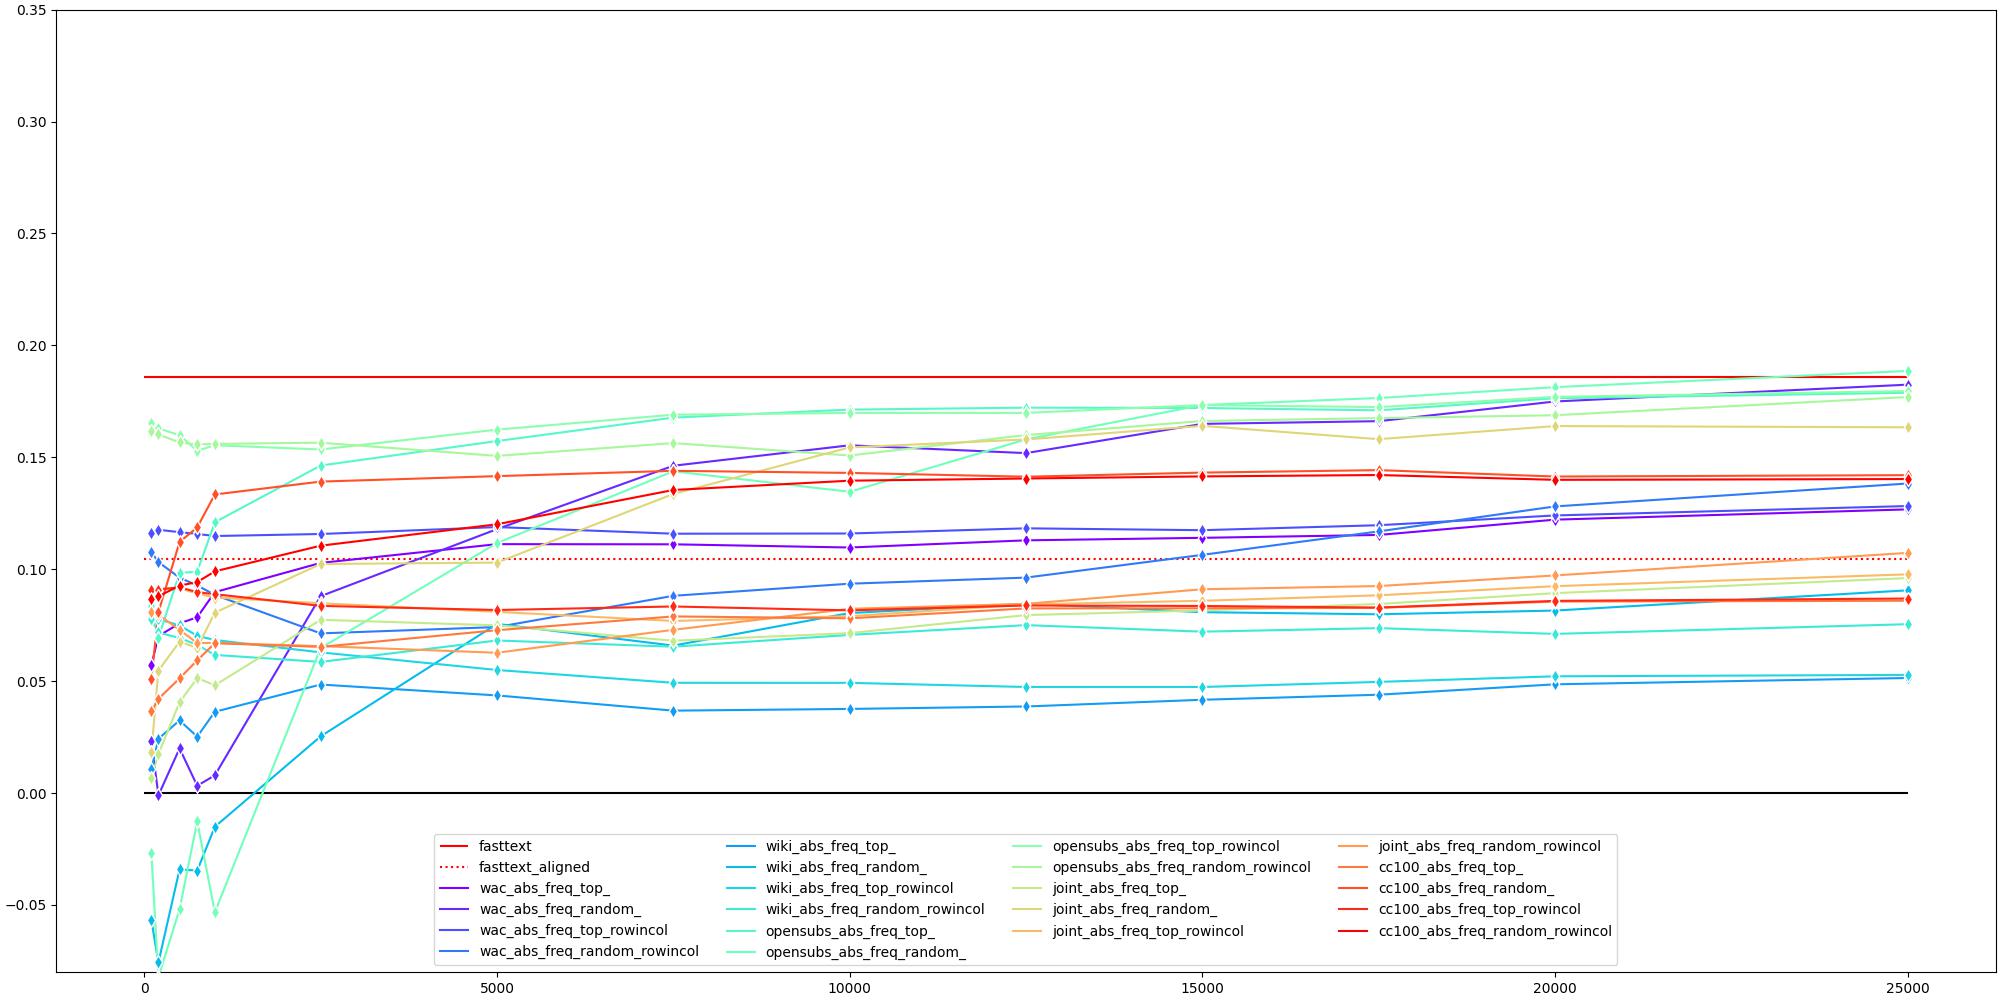 0.35
0.30
0.25
0.20
0.15
0.10
0.05
0.00
−0.05
0
5000
10000
15000
20000
25000
fasttext
fasttext_aligned
wac_abs_freq_top_
wac_abs_freq_random_
wac_abs_freq_top_rowincol
wac_abs_freq_random_rowincol
wiki_abs_freq_top_
wiki_abs_freq_random_
wiki_abs_freq_top_rowincol
wiki_abs_freq_random_rowincol
opensubs_abs_freq_top_
opensubs_abs_freq_random_
opensubs_abs_freq_top_rowincol
opensubs_abs_freq_random_rowincol
joint_abs_freq_top_
joint_abs_freq_random_
joint_abs_freq_top_rowincol
joint_abs_freq_random_rowincol
cc100_abs_freq_top_
cc100_abs_freq_random_
cc100_abs_freq_top_rowincol
cc100_abs_freq_random_rowincol